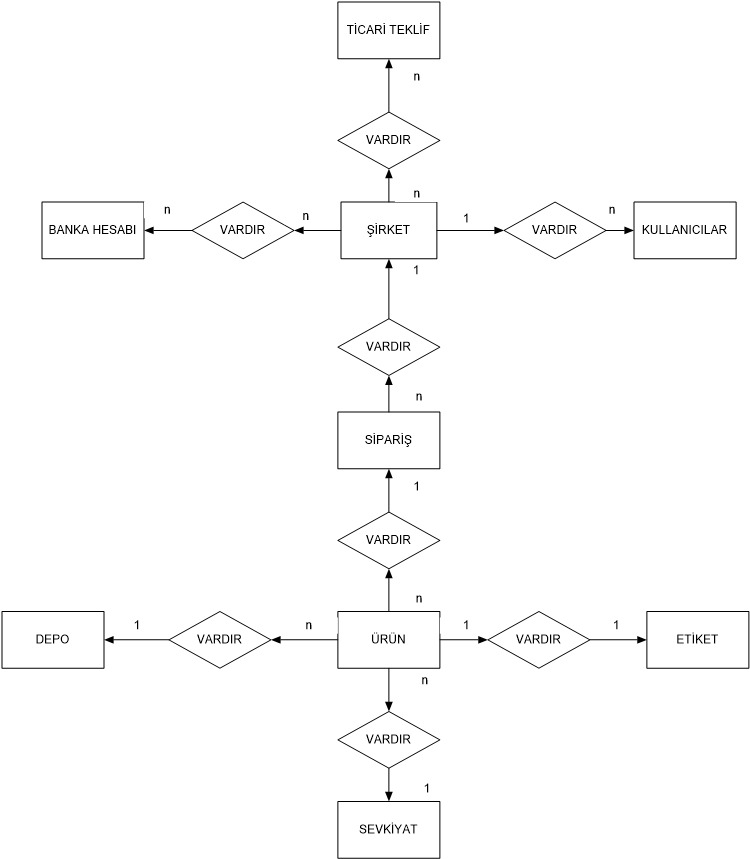 TİCARİ TEKLİF
n
VARDIR
n
BANKA HESABI
n
VARDIR
n
ŞİRKET
1
VARDIR
n
KULLANICILAR
1
VARDIR
n
SİPARİŞ
1
VARDIR
n
DEPO
1
VARDIR
n
ÜRÜN
1
VARDIR
1
ETİKET
n
VARDIR
1
SEVKİYAT